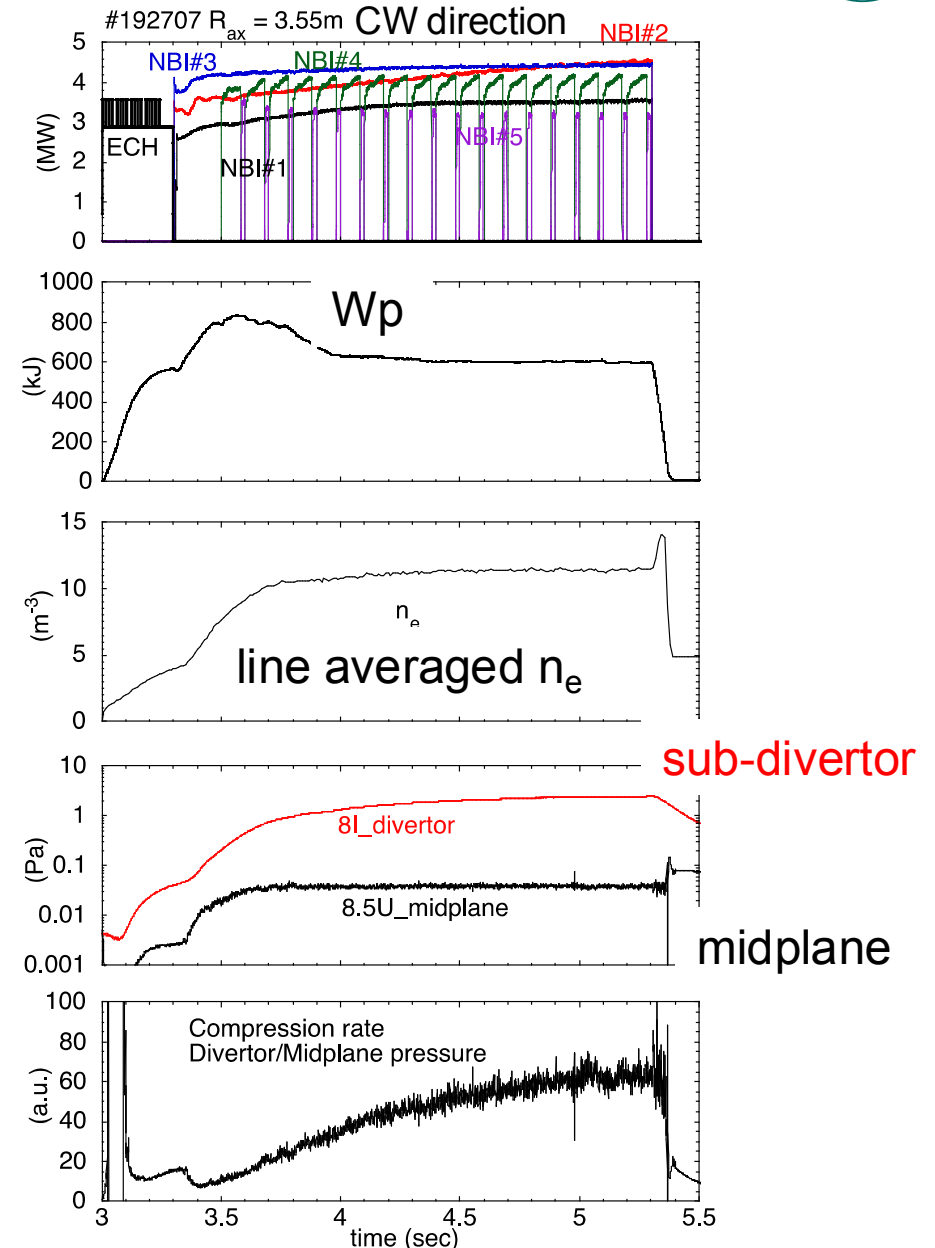 #192707 R_ax = 3.55m CW direction
NBI#2
5
NBI#3
NBI#4
4
3
(MW)
ECH
NBI#5
2
NBI#1
1
0
1000
Wp
800
600
(kJ)
400
200
0
15
10
(m⁻³)
n_e
5
line averaged n_e
0
sub-divertor
10
1
8I_divertor
0.1
(Pa)
8.5U_midplane
0.01
midplane
0.001
100
Compression rate
Divertor/Midplane pressure
80
60
(a.u.)
40
20
0
3 3.5 4 4.5 5 5.5
time (sec)